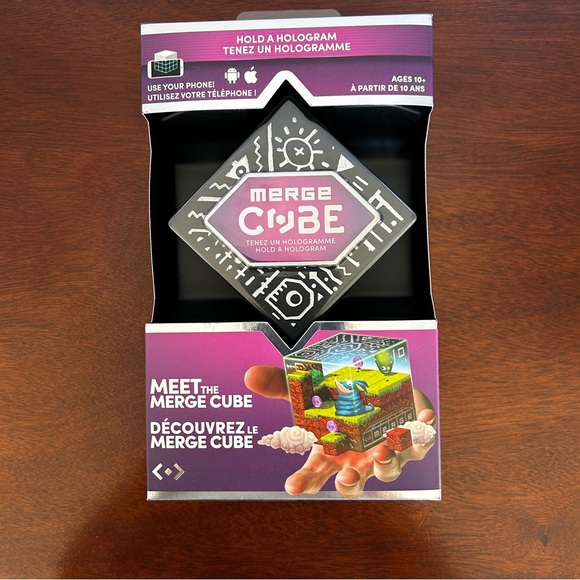 HOLD A HOLOGRAM
TENEZ UN HOLOGRAMME
USE YOUR PHONE!
UTILISEZ VOTRE TÉLÉPHONE !
AGES 10+
À PARTIR DE 10 ANS
MERGE
CUBE
TENEZ UN HOLOGRAMME
HOLD A HOLOGRAM
MEET THE
MERGE CUBE
DÉCOUVREZ LE
MERGE CUBE